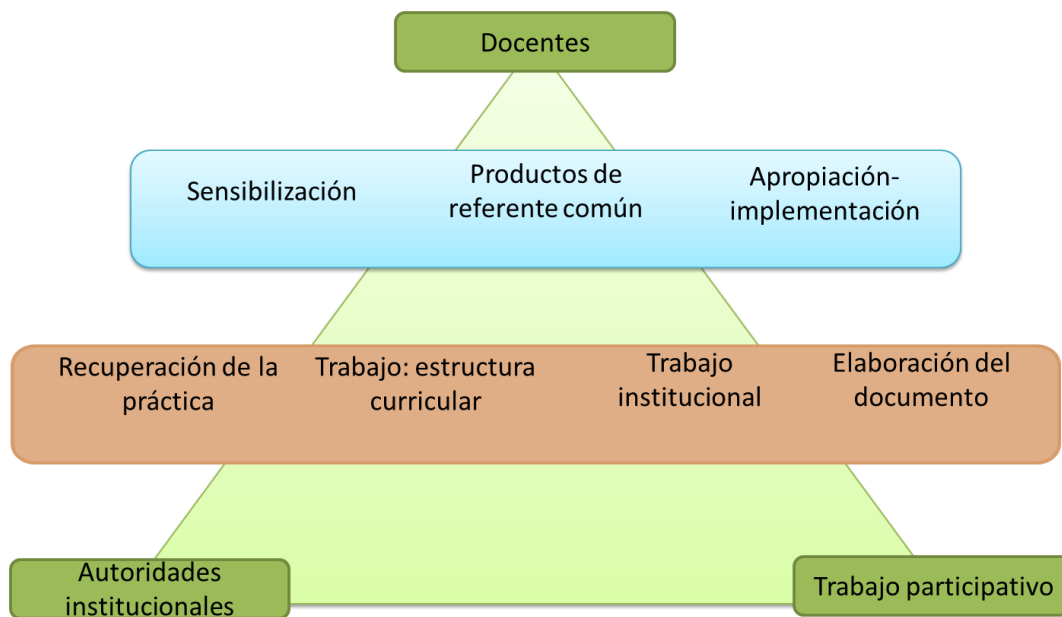 Docentes
Sensibilización
Productos de
referente común
Apropiación-
implementación
Recuperación de la
práctica
Trabajo: estructura
curricular
Trabajo
institucional
Elaboración del
documento
Autoridades
institucionales
Trabajo participativo